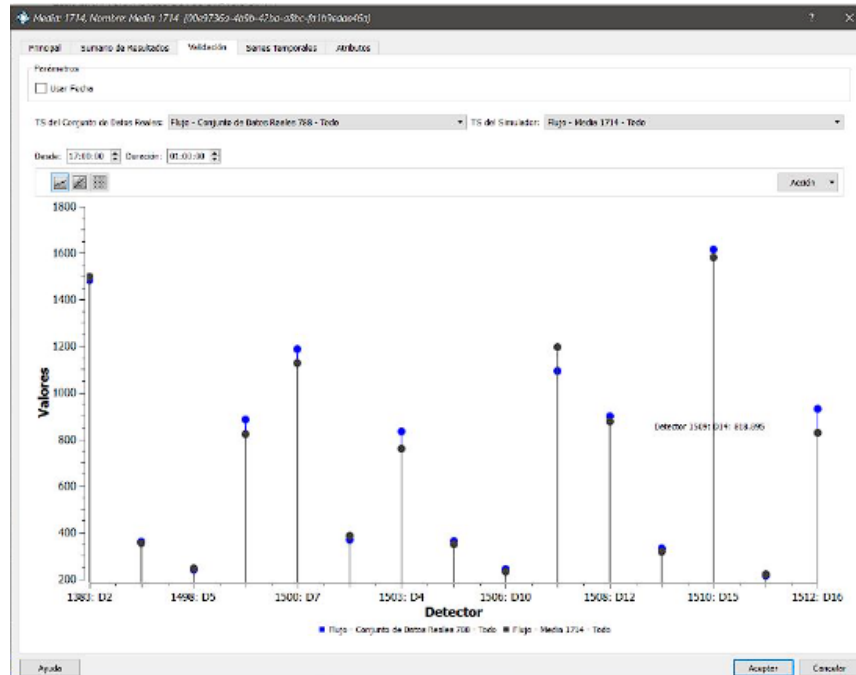 Media: 1714, Nombre: Media 1714
? X
Principal Sumario de Resultados Validación Series Temporales Atributos
Parámetros
Usar Fecha
TS del Conjunto de Datos Reales: Flujo - Conjunto de Datos Reales 788 - Todo TS del Simulador: Flujo - Media 1714 - Todo
Desde: 17:00:00 Duración: 01:00:00
Acción
1800
1600
1400
1200
1000
800
600
400
200
Valores
Detector 1509: D14: 818.895
1383: D2 1498: D5 1500: D7 1503: D4 1506: D10 1508: D12 1510: D15 1512: D16
Detector
Flujo - Conjunto de Datos Reales 788 - Todo Flujo - Media 1714 - Todo
Ayuda Aceptar Cancelar